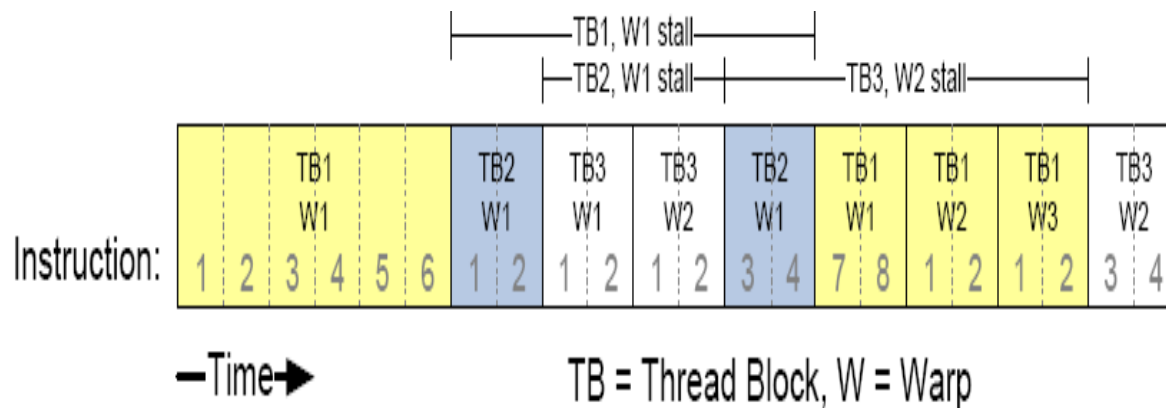 TB1, W1 stall
TB2, W1 stall TB3, W2 stall
TB1 TB2 TB3 TB3 TB2 TB1 TB1 TB1 TB3
W1 W1 W1 W2 W1 W1 W2 W3 W2
Instruction: 1 2 3 4 5 6 1 2 1 2 1 2 3 4 7 8 1 2 1 2 3 4
Time TB = Thread Block, W = Warp